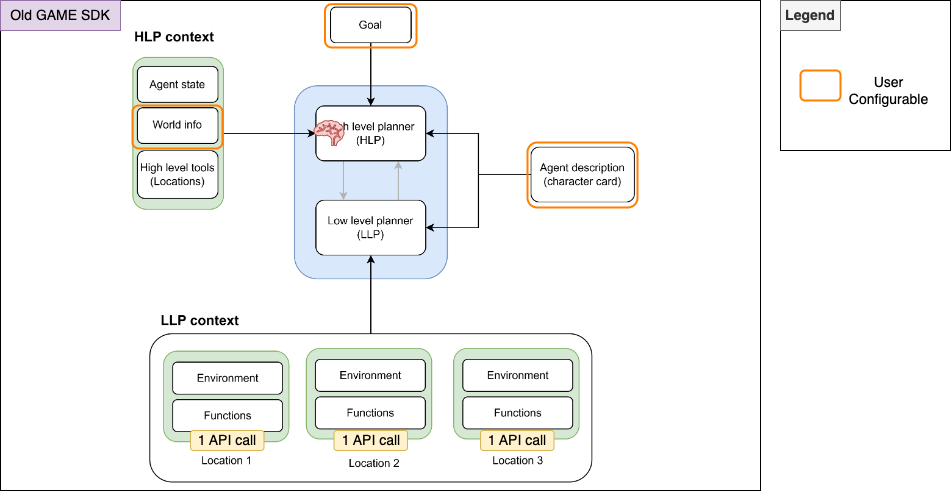 Old GAME SDK
Legend
Goal
HLP context
Agent state
World info
High level tools
(Locations)
h level planner
(HLP)
Agent description
(character card)
Low level planner
(LLP)
User
Configurable
LLP context
Environment
Functions
1 API call
Location 1
Environment
Functions
1 API call
Location 2
Environment
Functions
1 API call
Location 3